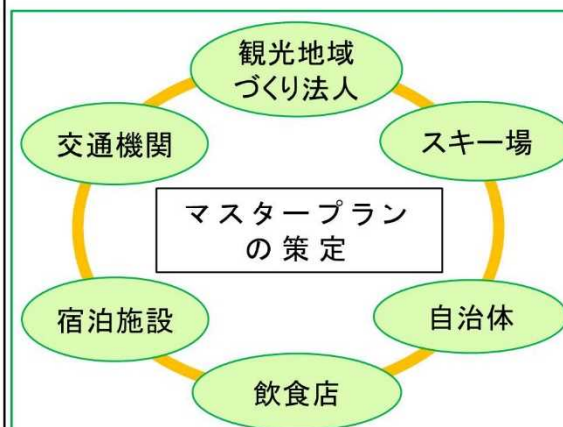 観光地域
づくり法人
交通機関
スキー場
マスタープラン
の策定
宿泊施設
自治体
飲食店